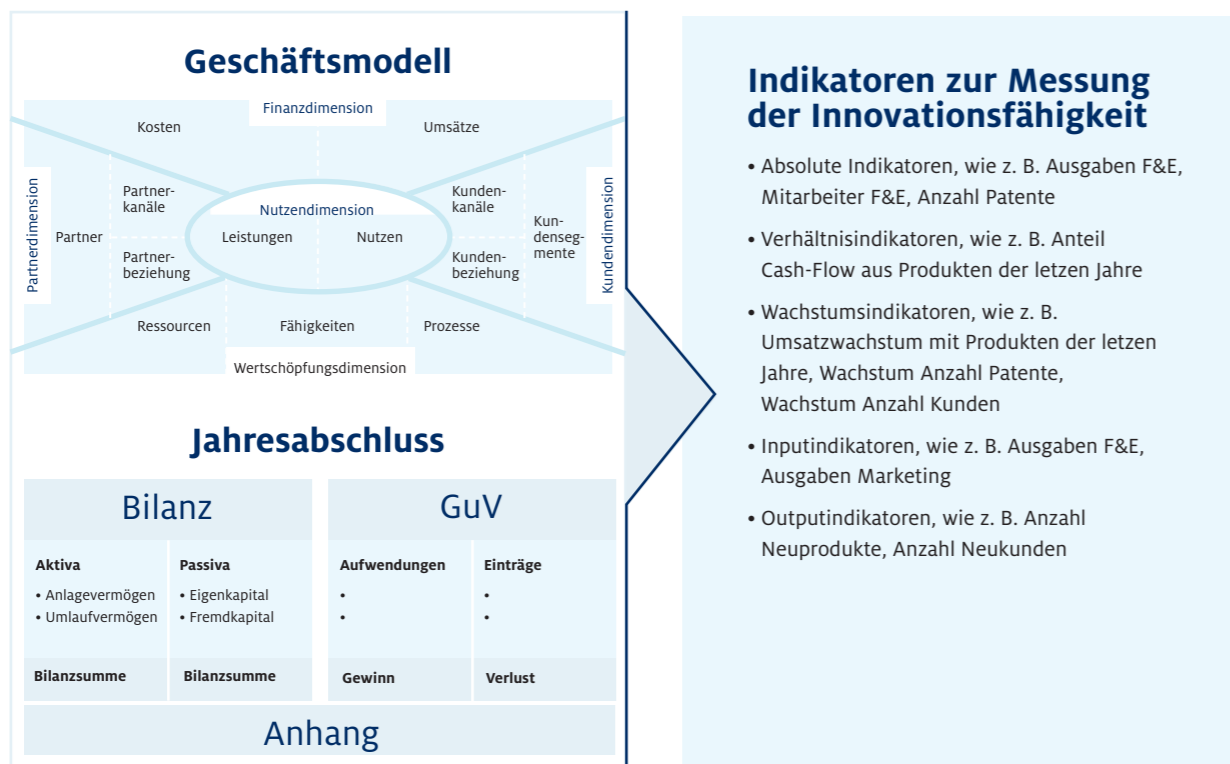 Geschäftsmodell
Finanzdimension
Kosten
Umsätze
Partnerdimension
Partner-
kanäle
Partner
Partner-
beziehung
Nutzendimension
Leistungen
Nutzen
Kunden-
kanäle
Kun-
denseg-
mente
Kunden-
beziehung
Kundendimension
Ressourcen
Fähigkeiten
Prozesse
Wertschöpfungsdimension
Jahresabschluss
Bilanz
Aktiva
• Anlagevermögen
• Umlaufvermögen
Bilanzsumme
Passiva
• Eigenkapital
• Fremdkapital
Bilanzsumme
GuV
Aufwendungen
•
•
Gewinn
Einträge
•
•
Verlust
Anhang
Indikatoren zur Messung
der Innovationsfähigkeit
• Absolute Indikatoren, wie z. B. Ausgaben F&E,
Mitarbeiter F&E, Anzahl Patente
• Verhältnisindikatoren, wie z. B. Anteil
Cash-Flow aus Produkten der letzen Jahre
• Wachstumsindikatoren, wie z. B.
Umsatzwachstum mit Produkten der letzen
Jahre, Wachstum Anzahl Patente,
Wachstum Anzahl Kunden
• Inputindikatoren, wie z. B. Ausgaben F&E,
Ausgaben Marketing
• Outputindikatoren, wie z. B. Anzahl
Neuprodukte, Anzahl Neukunden